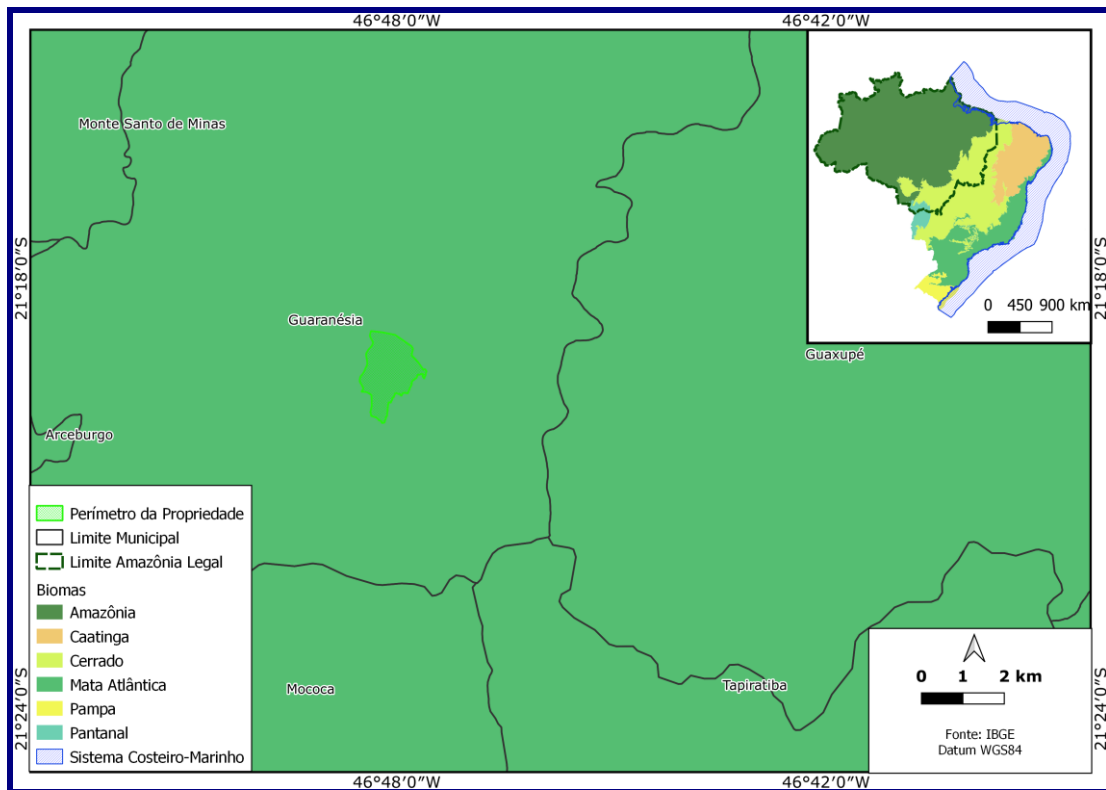 46°48′0″W
46°42′0″W
Monte Santo de Minas
21°18′0″S
21°18′0″S
0 450 900 km
Guaranésia
Guaxupé
Arceburgo
Perímetro da Propriedade
Limite Municipal
Limite Amazônia Legal
Biomas
Amazônia
Caatinga
Cerrado
Mata Atlântica
Pampa
Pantanal
Sistema Costeiro-Marinho
Mococa
Tapiratiba
0 1 2 km
Fonte: IBGE
Datum WGS84
21°24′0″S
21°24′0″S
46°48′0″W
46°42′0″W